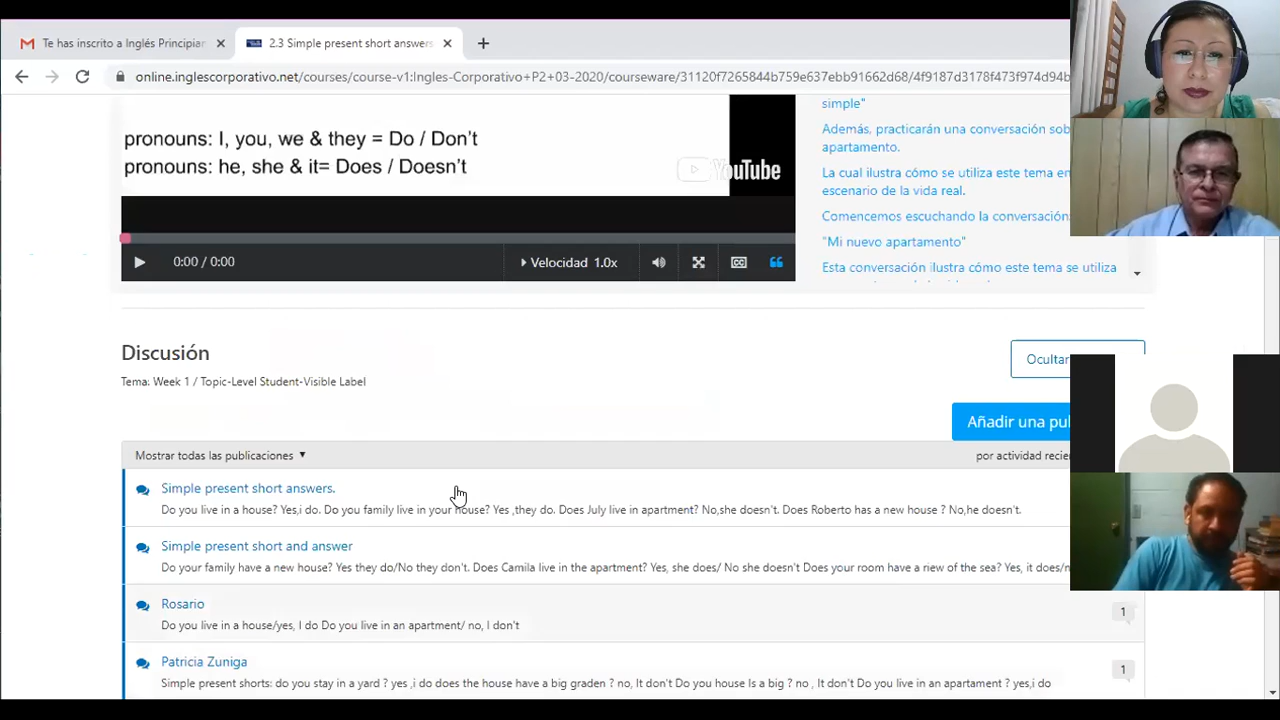 Te has inscrito a Inglés Principian
2.3 Simple present short answers
online.inglescorporativo.net/courses/course-v1:Ingles-Corporativo+P2+03-2020/courseware/31120f7265844b759e637ebb91662d68/4f9187d3178f473f974d94b
pronouns: I, you, we & they = Do / Don't
pronouns: he, she & it= Does / Doesn't
YouTube
simple"
Además, practicarán una conversación sob
apartamento.
La cual ilustra cómo se utiliza este tema en
escenario de la vida real.
Comencemos escuchando la conversación:
"Mi nuevo apartamento"
Esta conversación ilustra cómo este tema se utiliza
0:00 / 0:00
Velocidad 1.0x
Discusión
Ocultar
Tema: Week 1 / Topic-Level Student-Visible Label
Añadir una pul
Mostrar todas las publicaciones
por actividad recie
Simple present short answers.
Do you live in a house? Yes,i do. Do you family live in your house? Yes ,they do. Does July live in apartment? No,she doesn't. Does Roberto has a new house ? No,he doesn't.
Simple present short and answer
Do your family have a new house? Yes they do/No they don't. Does Camila live in the apartment? Yes, she does/ No she doesn't Does your room have a riew of the sea? Yes, it does/n
Rosario
1
Do you live in a house/yes, I do Do you live in an apartment/ no, I don't
Patricia Zuniga
1
Simple present shorts: do you stay in a yard ? yes ,i do does the house have a big graden ? no, It don't Do you house Is a big ? no , It don't Do you live in an apartament ? yes,i do